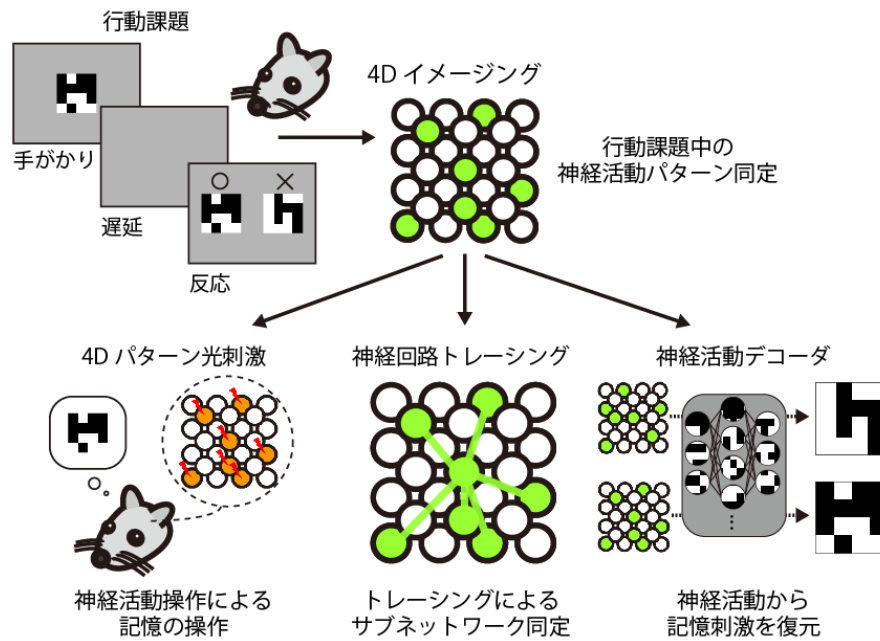 行動課題
手がかり
遅延
○ ×
反応
4D イメージング
行動課題中の
神経活動パターン同定
4D パターン光刺激
神経活動操作による
記憶の操作
神経回路トレーシング
トレーシングによる
サブネットワーク同定
神経活動デコーダ
神経活動から
記憶刺激を復元